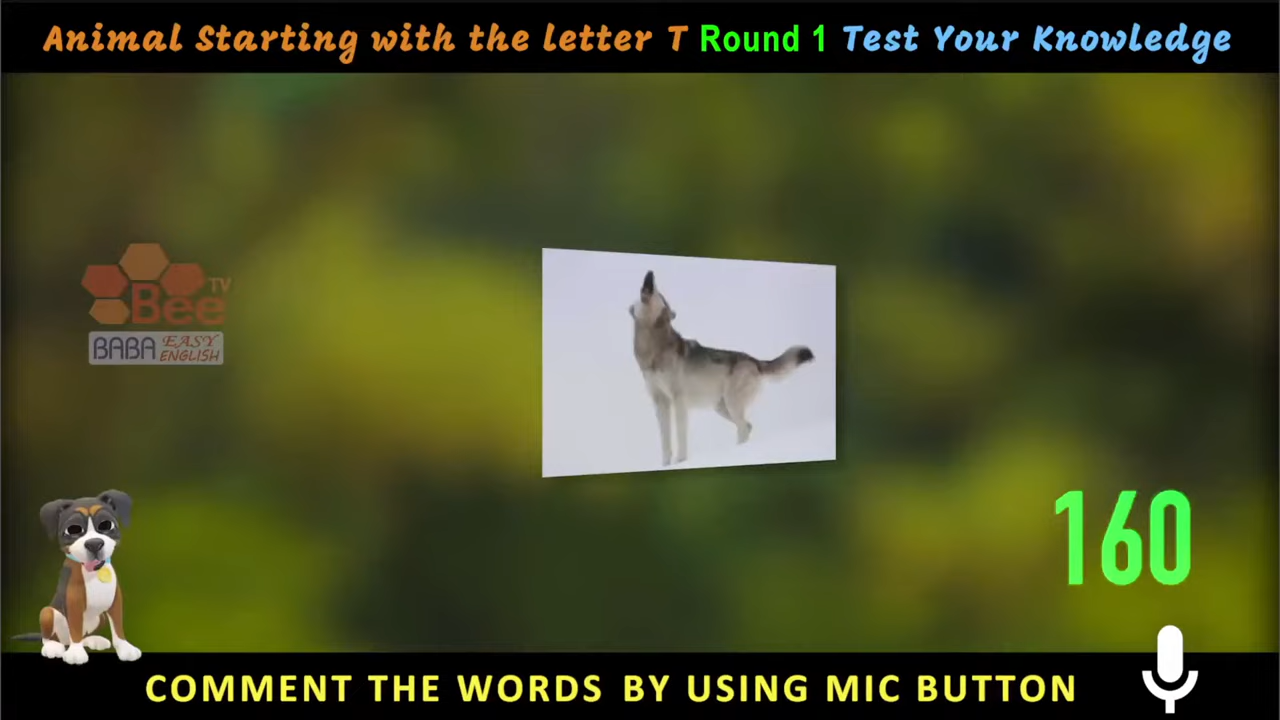 Animal Starting with the letter T Round 1 Test Your Knowledge
Bee TV
BABA EASY ENGLISH
160
COMMENT THE WORDS BY USING MIC BUTTON